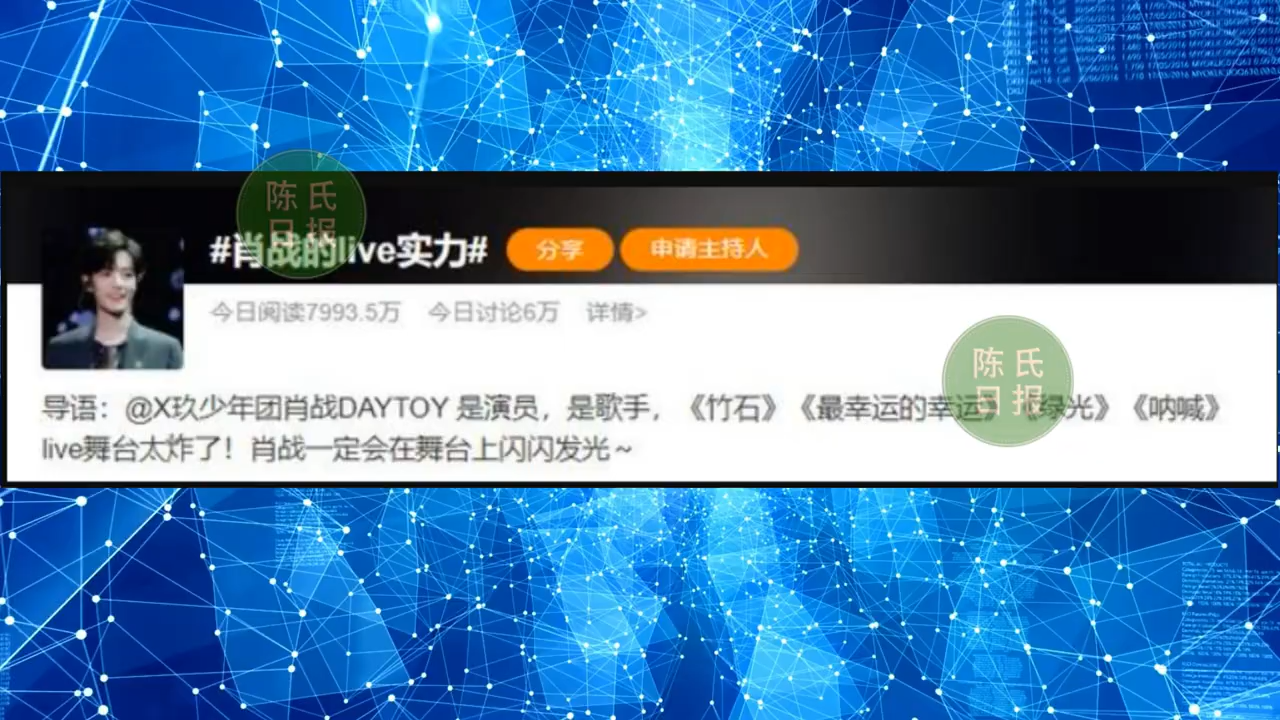 陈氏
日报
#肖战的live实力#
分享
申请主持人
今日阅读7993.5万 今日讨论6万 详情>
陈氏
日报
导语：@X玖少年团肖战DAYTOY 是演员，是歌手，《竹石》《最幸运的幸运》《绿光》《呐喊》
live舞台太炸了！肖战一定会在舞台上闪闪发光~